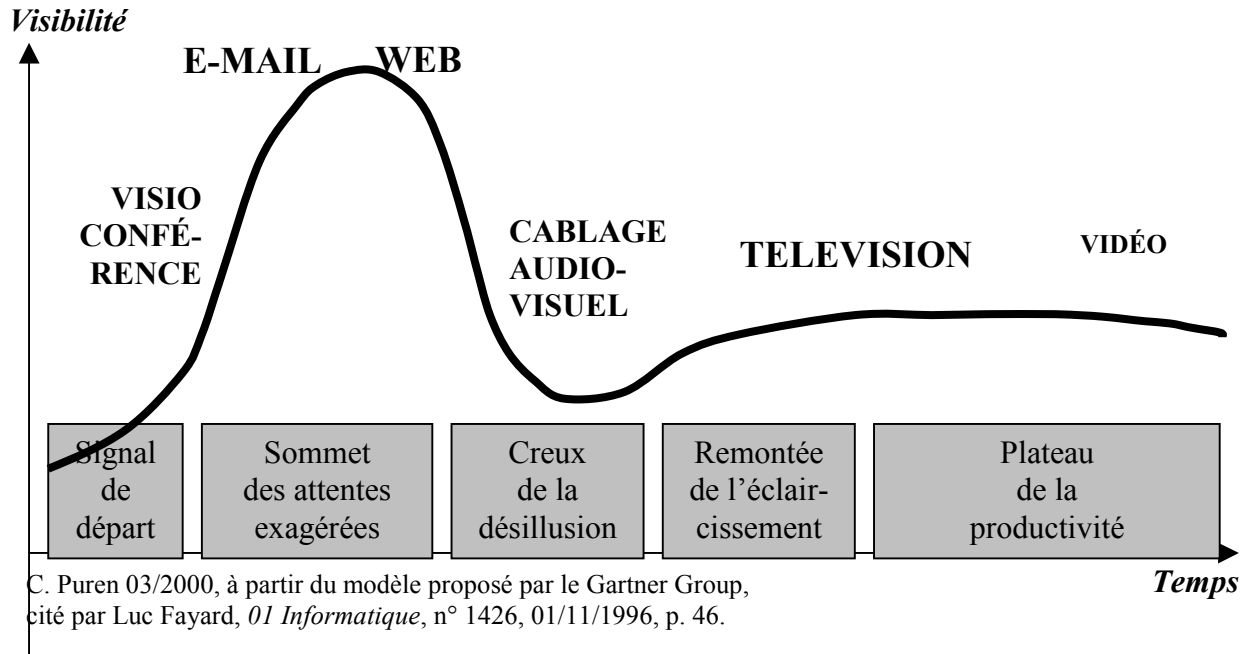 Visibilité
E-MAIL WEB
VISIO
CONFÉ-
RENCE
CABLAGE
AUDIO-
VISUEL
TELEVISION
VIDÉO
Signal
de
départ
Sommet
des attentes
exagérées
Creux
de la
désillusion
Remontée
de l’éclair-
cissement
Plateau
de la
productivité
Temps
C. Puren 03/2000, à partir du modèle proposé par le Gartner Group,
cité par Luc Fayard, 01 Informatique, n° 1426, 01/11/1996, p. 46.